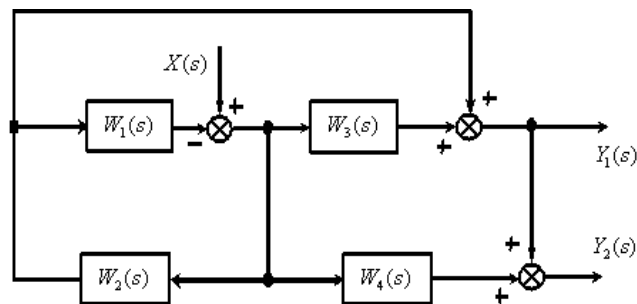 X(s)
+
+
W₁(s)
−
W₃(s)
+
Y₁(s)
+
Y₂(s)
W₂(s)
W₄(s)
+